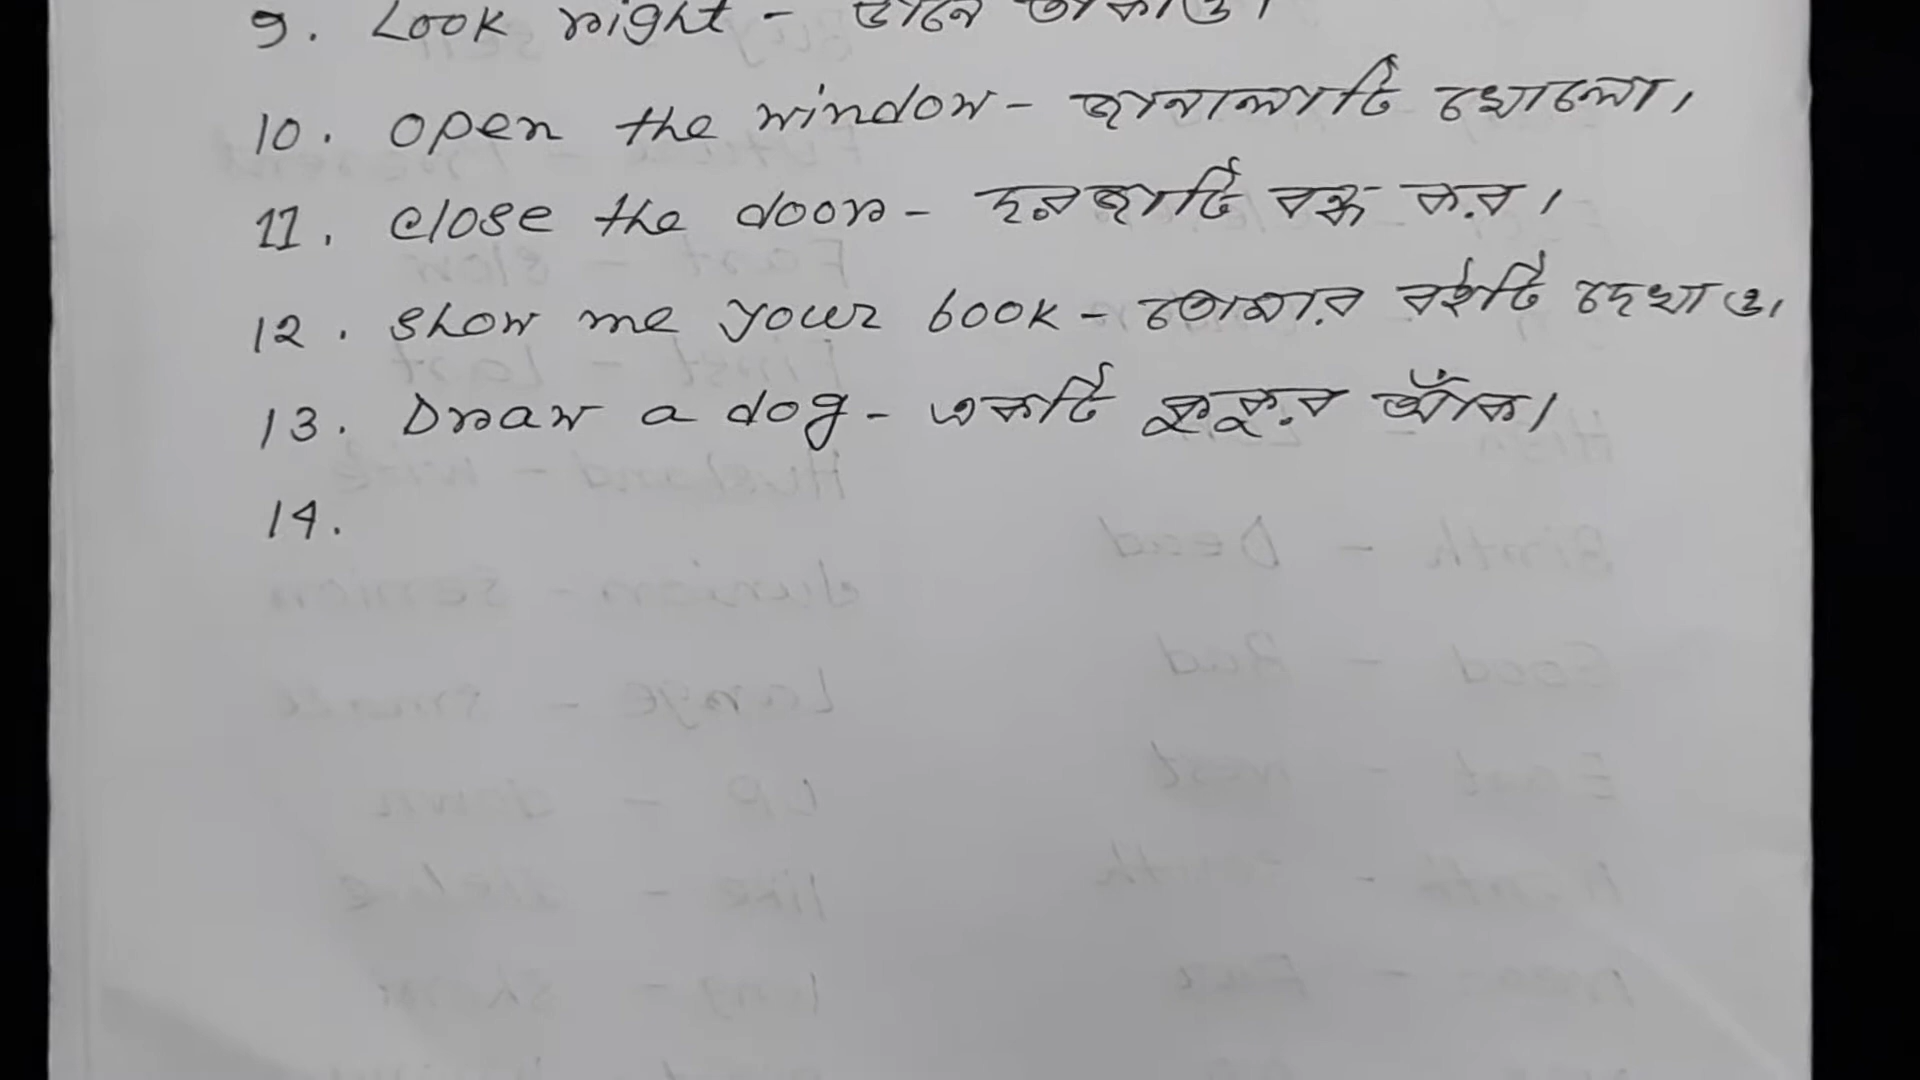 9. Look right - ডানে তাকাও।
10. Open the window - জানালাটি খোলো।
11. Close the door - দরজাটি বন্ধ কর।
12. Show me your book - তোমার বইটি দেখাও।
13. Draw a dog - একটি কুকুর আঁক।
14.